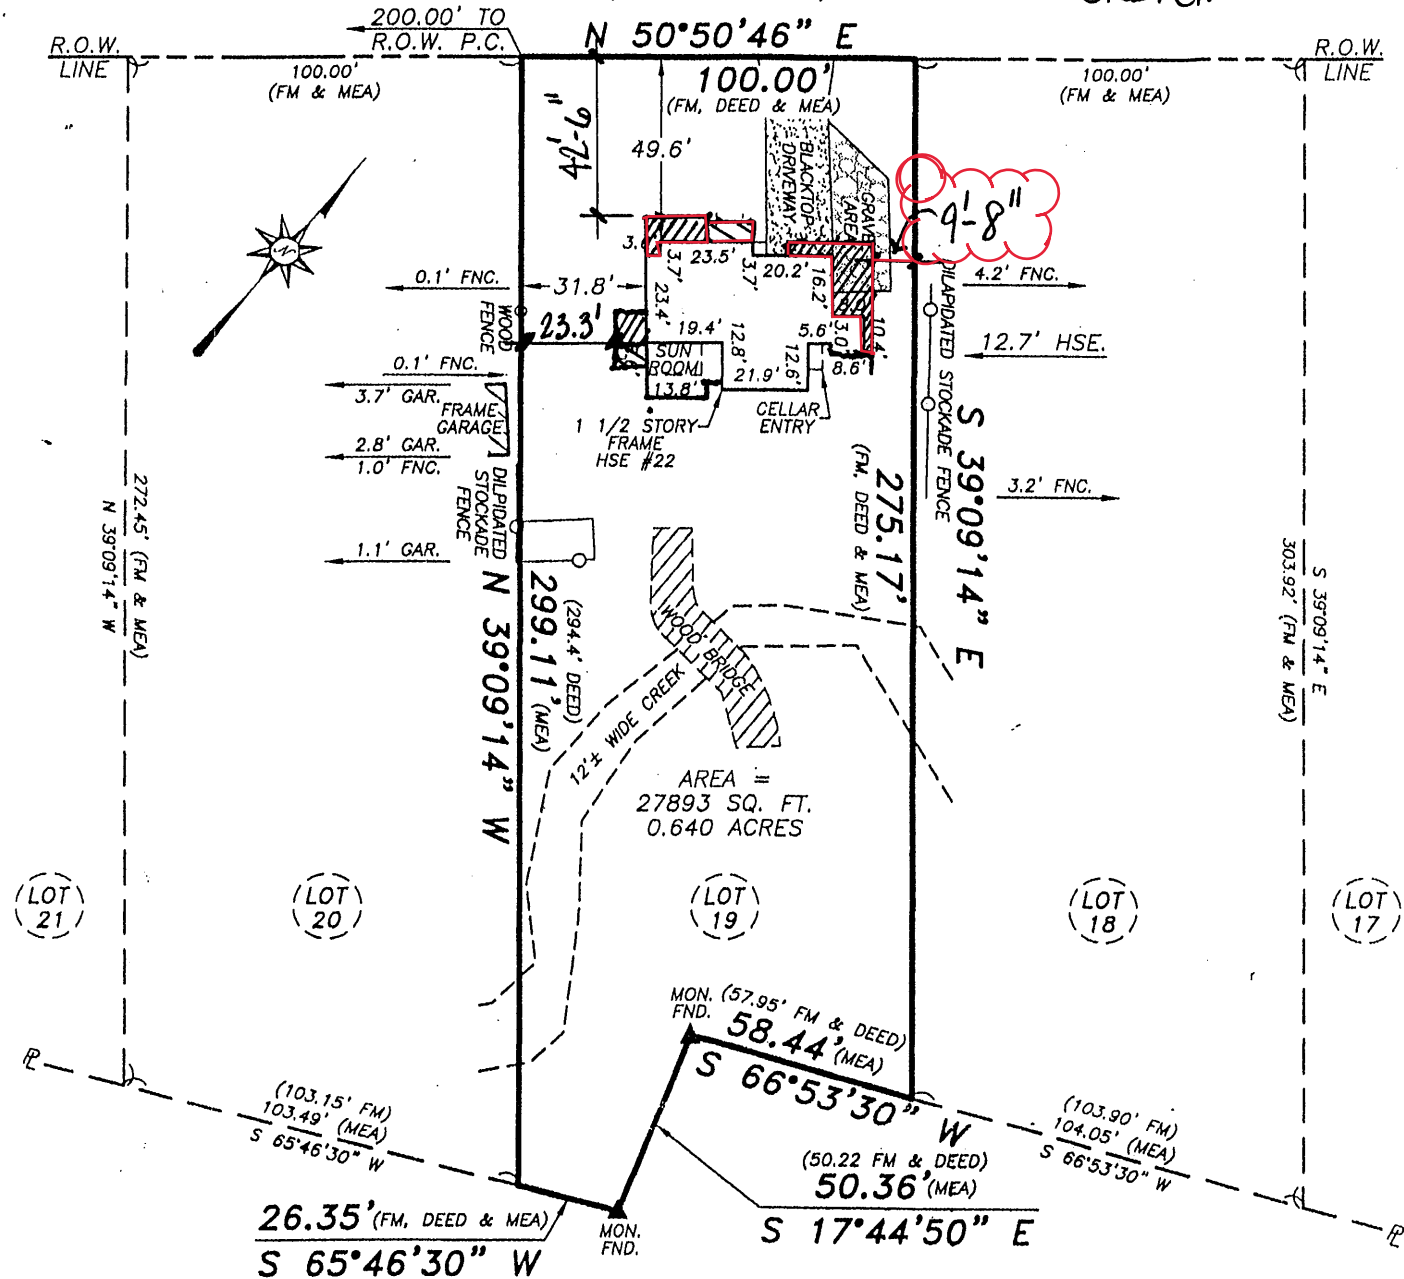 200.00' TO
R.O.W. P.C.
N 50°50'46" E
R.O.W.
LINE
R.O.W.
LINE
100.00'
(FM & MEA)
100.00'
(FM, DEED & MEA)
100.00'
(FM & MEA)
42'-6"
49.6'
BLACKTOP
DRIVEWAY
9'-8"
23.5'
3.7'
3.7'
20.2'
16.2'
0.1' FNC.
31.8'
23.4'
4.2' FNC.
WOOD
FENCE
23.3'
19.4'
12.8'
5.6'
3.0'
10.4'
12.7' HSE.
SUN
ROOM
12.6'
8.6'
0.1' FNC.
13.8'
21.9'
3.7' GAR.
FRAME
GARAGE
1 1/2 STORY
FRAME
HSE #22
CELLAR
ENTRY
DILAPIDATED STOCKADE FENCE
2.8' GAR.
1.0' FNC.
3.2' FNC.
DILPIDATED
STOCKADE
FENCE
1.1' GAR.
272.45' (FM & MEA)
N 39°09'14" W
N 39°09'14" W
299.11' (MEA)
(294.4' DEED)
275.17'
(FM, DEED & MEA)
S 39°09'14" E
S 39°09'14" E
303.92' (FM & MEA)
WOOD BRIDGE
12'± WIDE CREEK
AREA =
27893 SQ. FT.
0.640 ACRES
LOT
21
LOT
20
LOT
19
LOT
18
LOT
17
MON.
FND.
(57.95' FM & DEED)
58.44' (MEA)
S 66°53'30" W
(103.15' FM)
103.49' (MEA)
S 65°46'30" W
(103.90' FM)
104.05' (MEA)
S 66°53'30" W
(50.22 FM & DEED)
50.36' (MEA)
S 17°44'50" E
26.35' (FM, DEED & MEA)
S 65°46'30" W
MON.
FND.